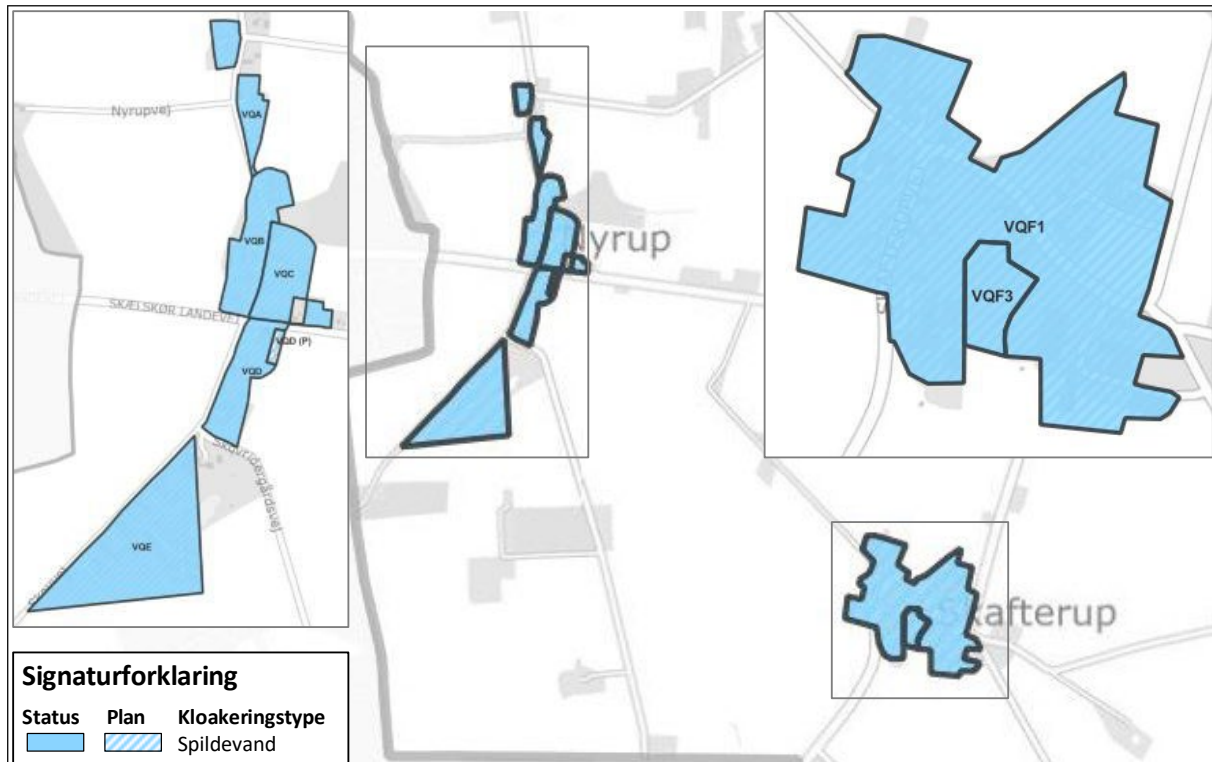 Nyrupvej
VQA
VQB
VQC
SKÆLSKØR LANDEVEJ
VQD (P)
VQD
Skovridergårdsvej
VQE
Nyrup
VQF1
VQF3
Skafterup
Signaturforklaring
Status Plan Kloakeringstype
Spildevand